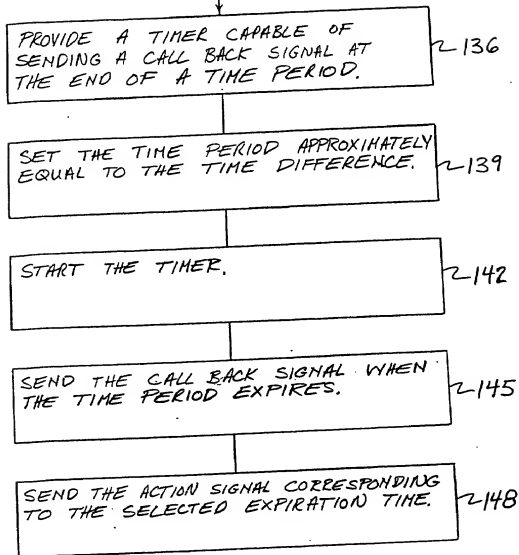 PROVIDE A TIMER CAPABLE OF
SENDING A CALL BACK SIGNAL AT
THE END OF A TIME PERIOD.
136
SET THE TIME PERIOD APPROXIMATELY
EQUAL TO THE TIME DIFFERENCE.
139
START THE TIMER.
142
SEND THE CALL BACK SIGNAL WHEN
THE TIME PERIOD EXPIRES.
145
SEND THE ACTION SIGNAL CORRESPONDING
TO THE SELECTED EXPIRATION TIME.
148